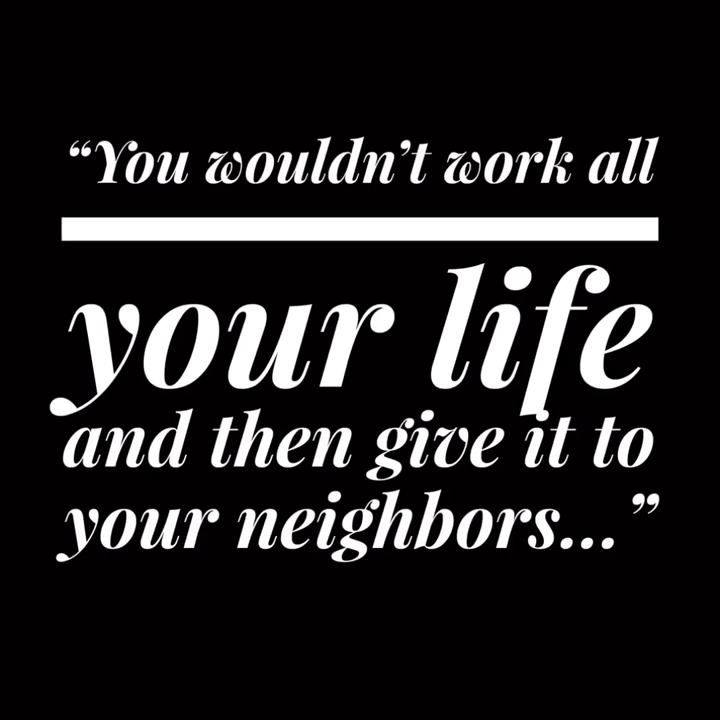 “You wouldn’t work all
your life
and then give it to
your neighbors...”